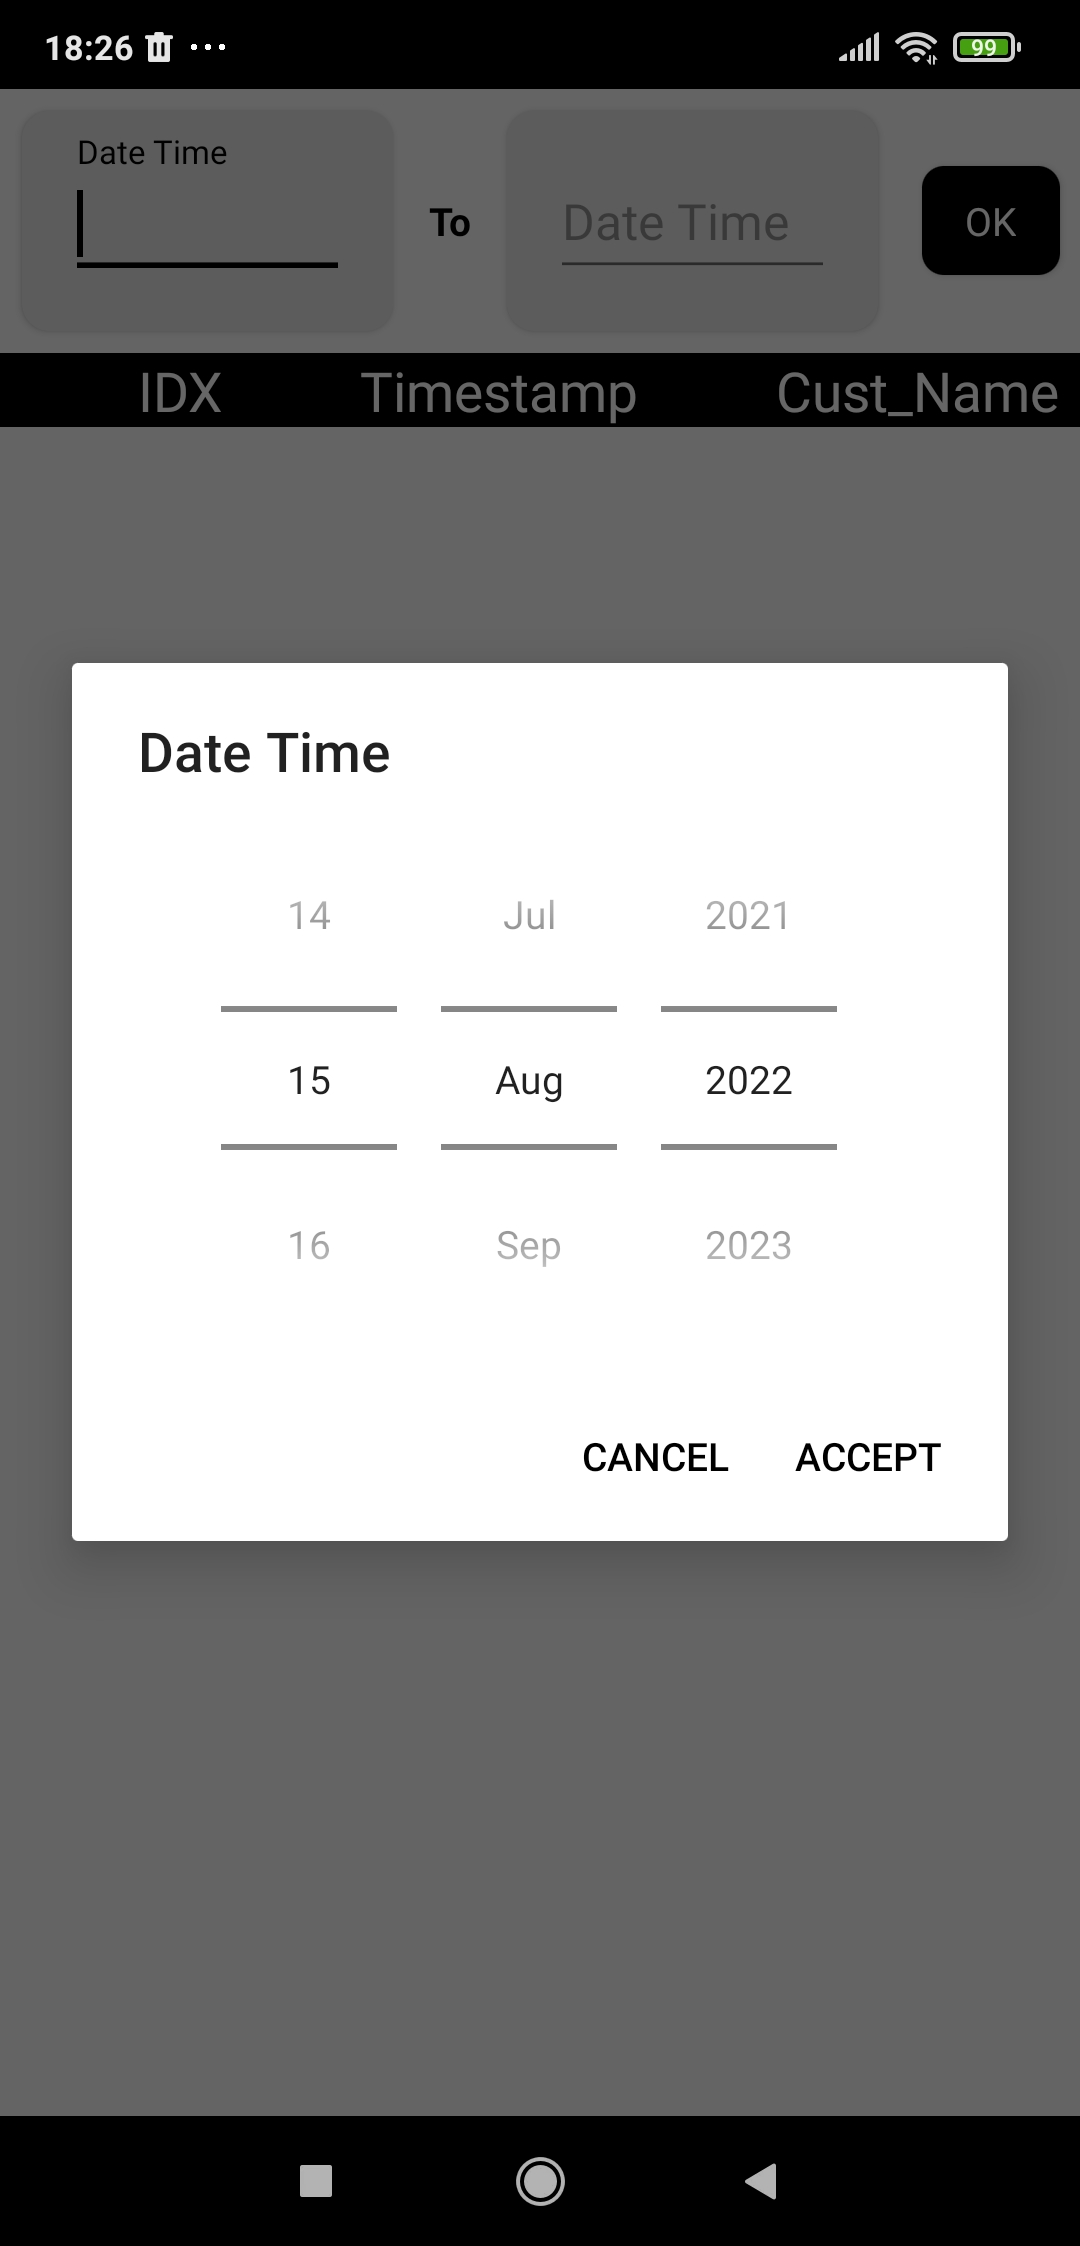 18:26 99
Date Time
To
Date Time
OK
IDX Timestamp Cust_Name
Date Time
14 Jul 2021
15 Aug 2022
16 Sep 2023
CANCEL ACCEPT